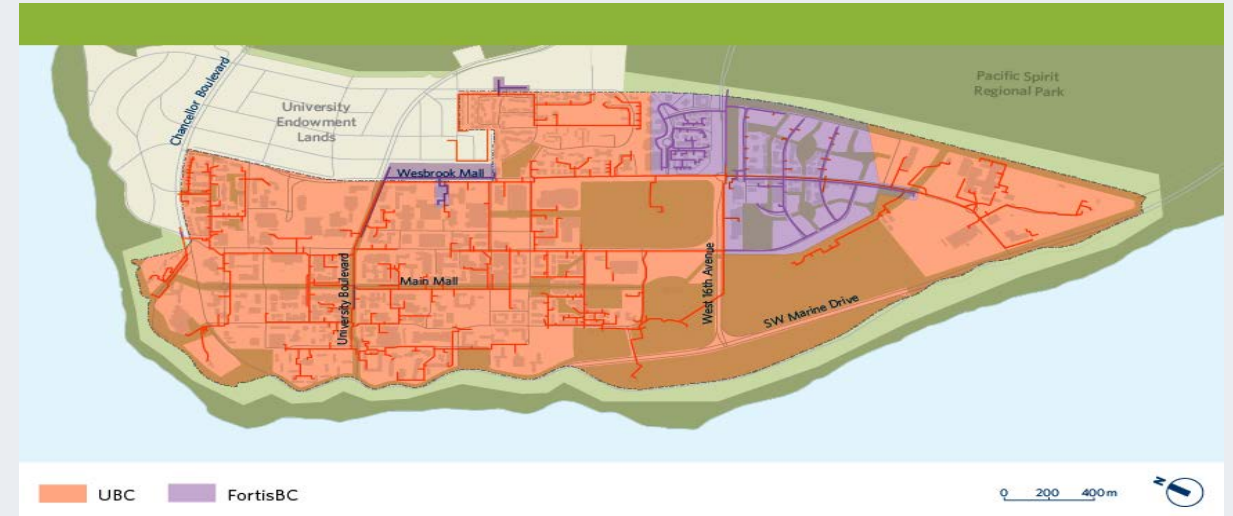 Chancellor Boulevard
University
Endowment
Lands
Pacific Spirit
Regional Park
Wesbrook Mall
University Boulevard
Main Mall
West 16th Avenue
SW Marine Drive
UBC
FortisBC
0 200 400 m
N